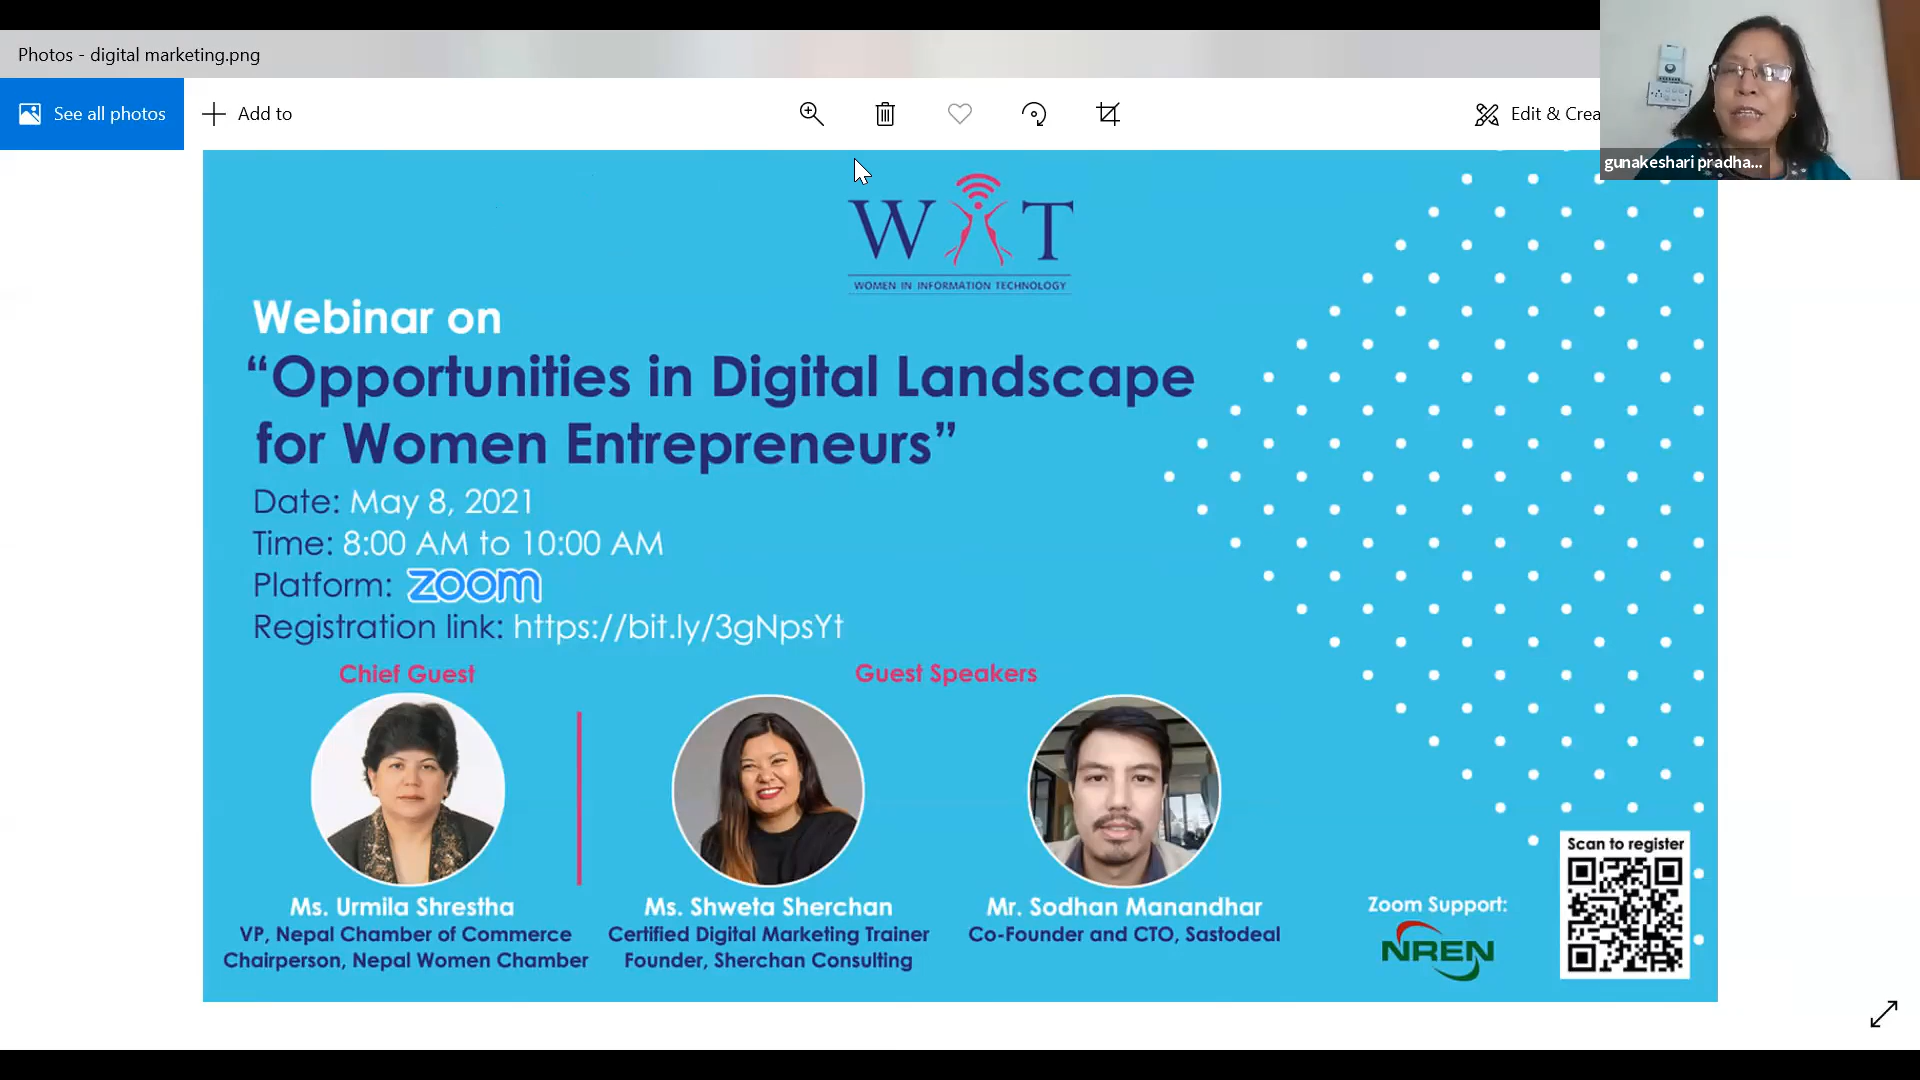 Photos - digital marketing.png
See all photos
Add to
Edit & Crea
gunakeshari pradha...
W T
WOMEN IN INFORMATION TECHNOLOGY
Webinar on
“Opportunities in Digital Landscape
for Women Entrepreneurs”
Date: May 8, 2021
Time: 8:00 AM to 10:00 AM
Platform: zoom
Registration link: https://bit.ly/3gNpsYt
Chief Guest
Guest Speakers
Ms. Urmila Shrestha
VP, Nepal Chamber of Commerce
Chairperson, Nepal Women Chamber
Ms. Shweta Sherchan
Certified Digital Marketing Trainer
Founder, Sherchan Consulting
Mr. Sodhan Manandhar
Co-Founder and CTO, Sastodeal
Zoom Support:
NREN
Scan to register